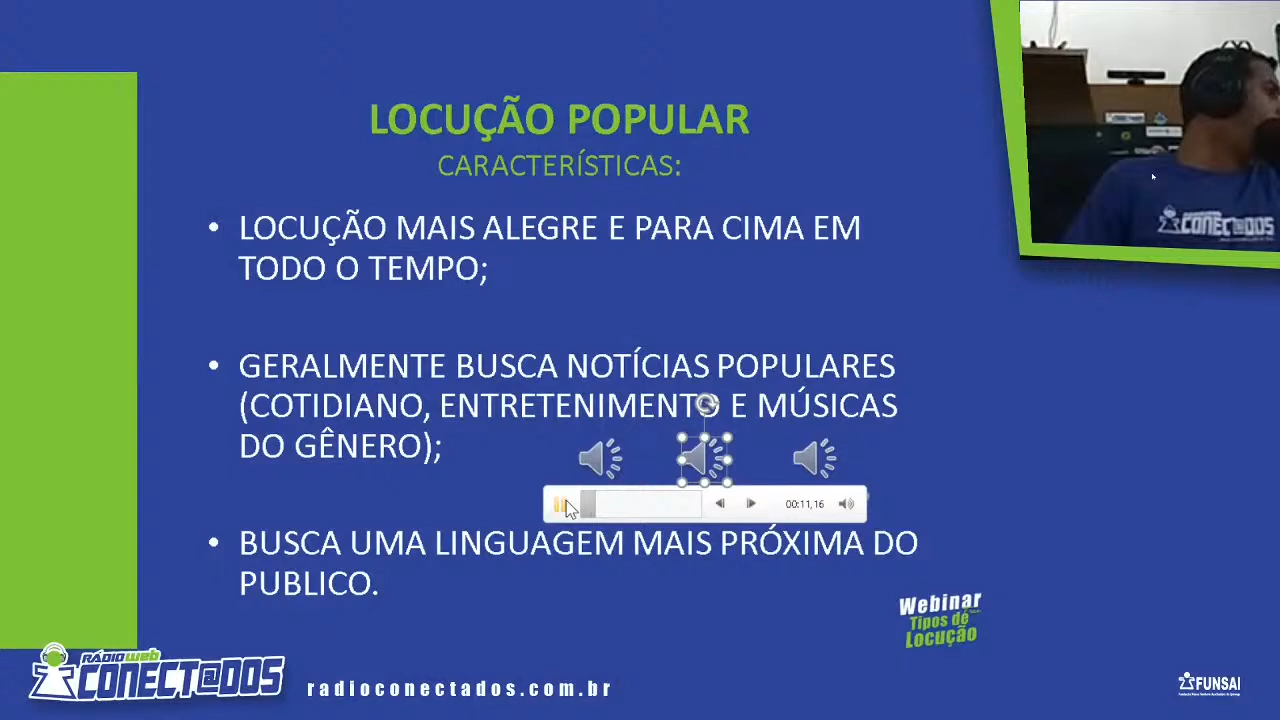 LOCUÇÃO POPULAR
CARACTERÍSTICAS:
• LOCUÇÃO MAIS ALEGRE E PARA CIMA EM
TODO O TEMPO;
• GERALMENTE BUSCA NOTÍCIAS POPULARES
(COTIDIANO, ENTRETENIMENTO E MÚSICAS
DO GÊNERO);
00:11,16
• BUSCA UMA LINGUAGEM MAIS PRÓXIMA DO
PUBLICO.
Webinar
Tipos de
Locução
RÁDIO WEB
CONECT@DOS
radioconectados.com.br
FUNSAI
CONECT@DOS